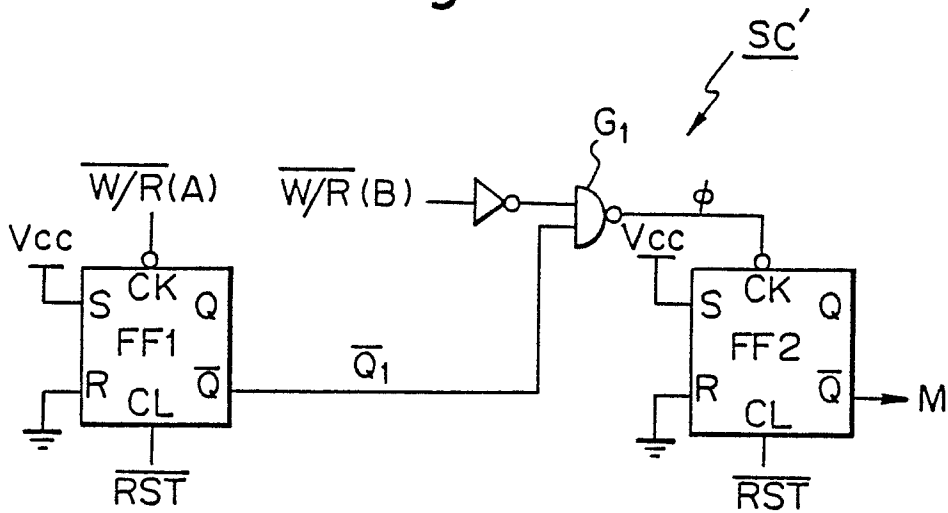 SC'
G1
W/R(A)
W/R(B)
φ
Vcc
Vcc
S
CK
Q
FF1
R
CL
Q
Q1
RST
S
CK
Q
FF2
R
CL
Q
M
RST